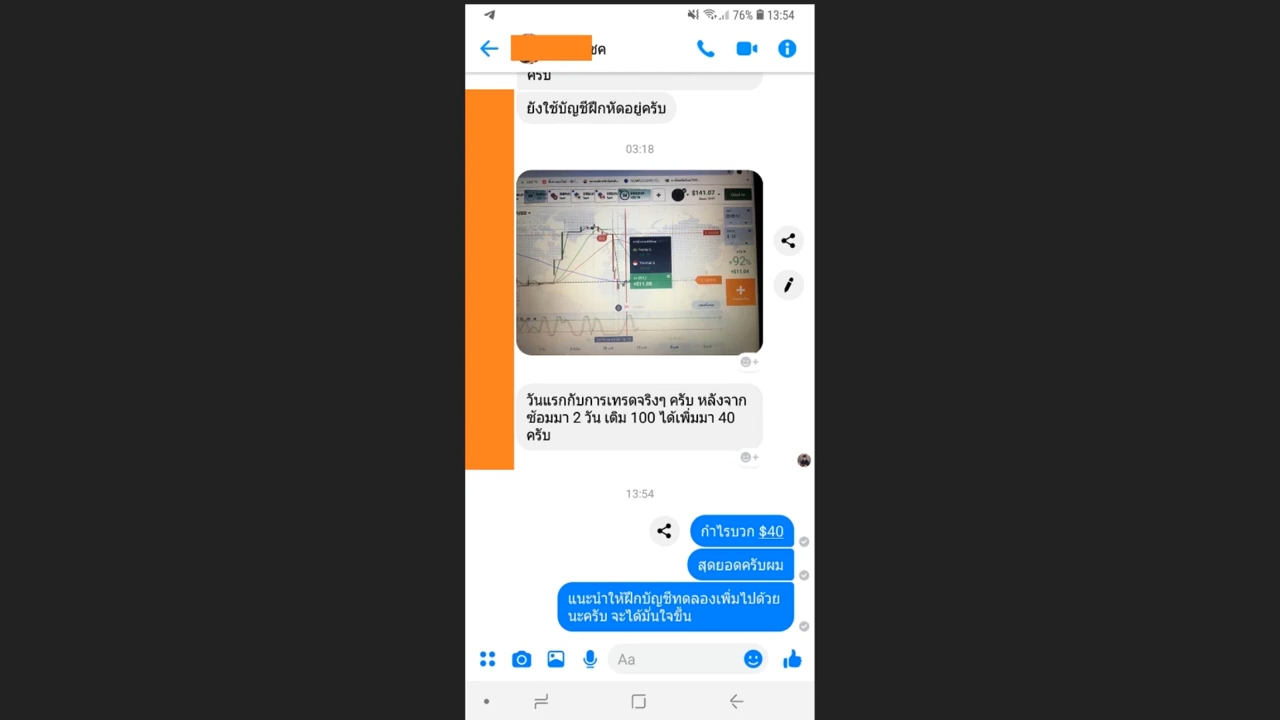 76% 13:54
ชค
ครับ
ยังใช้บัญชีฝึกหัดอยู่ครับ
03:18
$141.07
+92%
+$11.08
+$11.08
วันแรกกับการเทรดจริงๆ ครับ หลังจาก
ซ้อมมา 2 วัน เดิม 100 ได้เพิ่มมา 40
ครับ
13:54
กำไรบวก $40
สุดยอดครับผม
แนะนำให้ฝึกบัญชีทดลองเพิ่มไปด้วย
นะครับ จะได้มั่นใจขึ้น
Aa